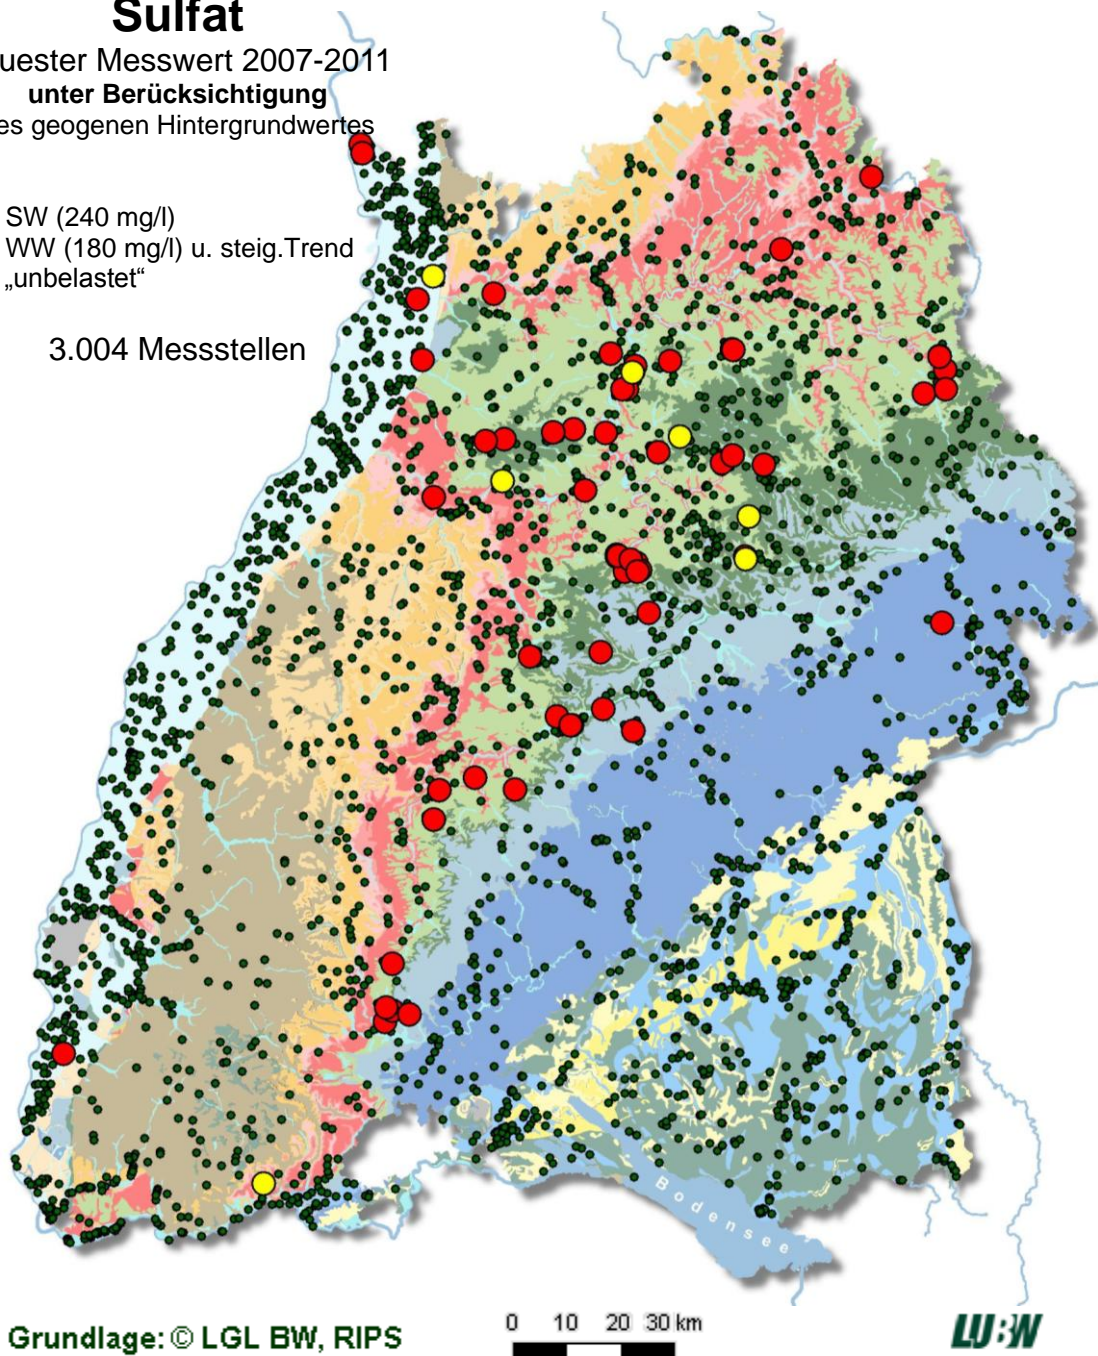 Sulfat
uester Messwert 2007-2011
unter Berücksichtigung
es geogenen Hintergrundwertes
SW (240 mg/l)
WW (180 mg/l) u. steig.Trend
„unbelastet“
3.004 Messstellen
Bodensee
0 10 20 30 km
Grundlage: © LGL BW, RIPS
LUBW